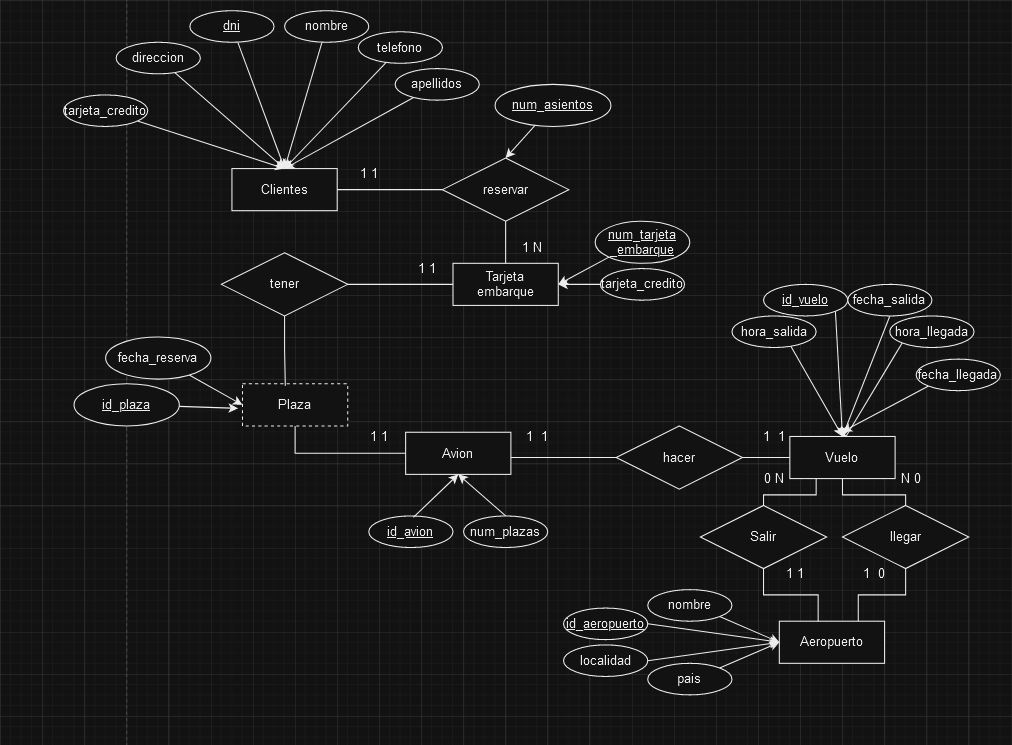 dni
nombre
direccion
telefono
apellidos
tarjeta_credito
num_asientos
1 1
Clientes
reservar
num_tarjeta
_embarque
1 N
tener
1 1
Tarjeta
embarque
tarjeta_credito
id_vuelo
fecha_salida
hora_salida
hora_llegada
fecha_reserva
fecha_llegada
id_plaza
Plaza
1 1
Avion
1 1
hacer
1 1
Vuelo
0 N
N 0
id_avion
num_plazas
Salir
llegar
1 1
1 0
nombre
id_aeropuerto
Aeropuerto
localidad
pais